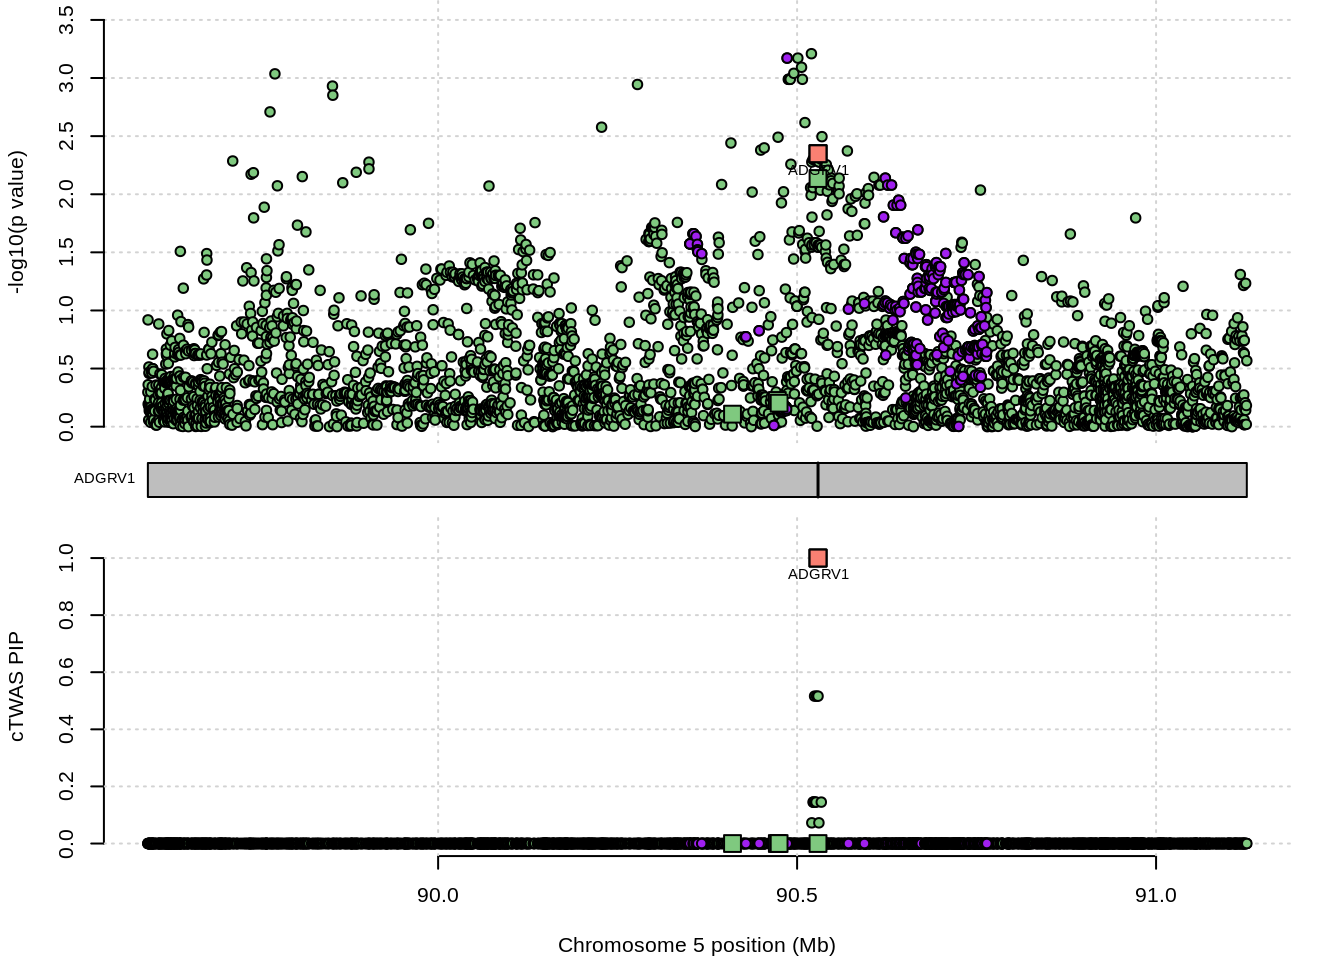 3.5
3.0
2.5
2.0
1.5
1.0
0.5
0.0
-log10(p value)
ADGRV1
ADGRV1
1.0
0.8
0.6
0.4
0.2
0.0
cTWAS PIP
ADGRV1
90.0 90.5 91.0
Chromosome 5 position (Mb)